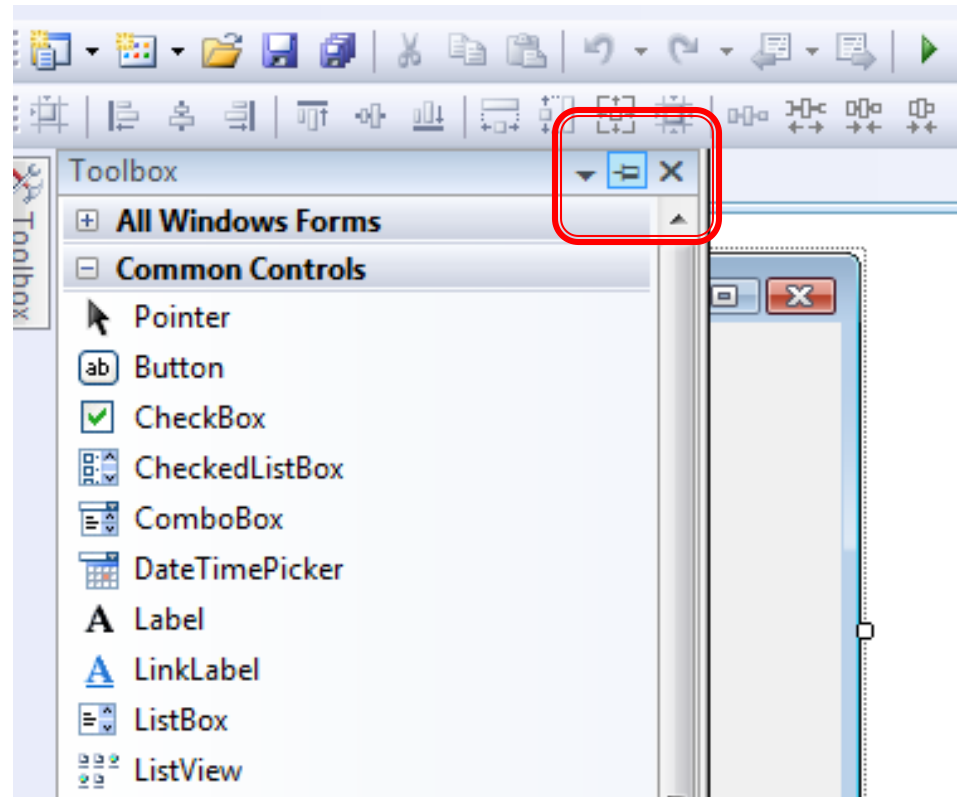 Toolbox
Toolbox
All Windows Forms
Common Controls
Pointer
ab Button
CheckBox
CheckedListBox
ComboBox
DateTimePicker
A Label
A LinkLabel
ListBox
ListView